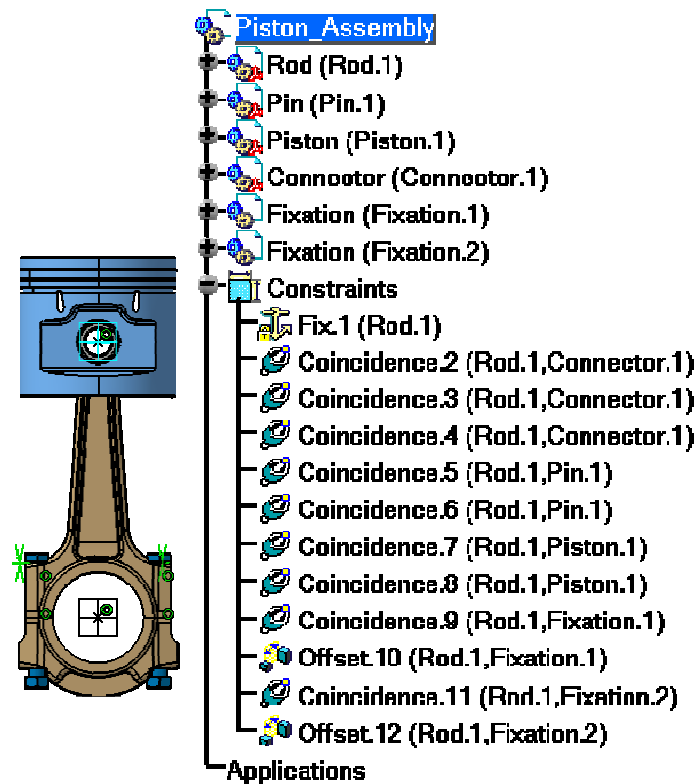 Piston_Assembly
Rod (Rod.1)
Pin (Pin.1)
Piston (Piston.1)
Connector (Connector.1)
Fixation (Fixation.1)
Fixation (Fixation.2)
Constraints
Fix.1 (Rod.1)
Coincidence.2 (Rod.1,Connector.1)
Coincidence.3 (Rod.1,Connector.1)
Coincidence.4 (Rod.1,Connector.1)
Coincidence.5 (Rod.1,Pin.1)
Coincidence.6 (Rod.1,Pin.1)
Coincidence.7 (Rod.1,Piston.1)
Coincidence.8 (Rod.1,Piston.1)
Coincidence.9 (Rod.1,Fixation.1)
Offset.10 (Rod.1,Fixation.1)
Coincidence.11 (Rod.1,Fixation.2)
Offset.12 (Rod.1,Fixation.2)
Applications